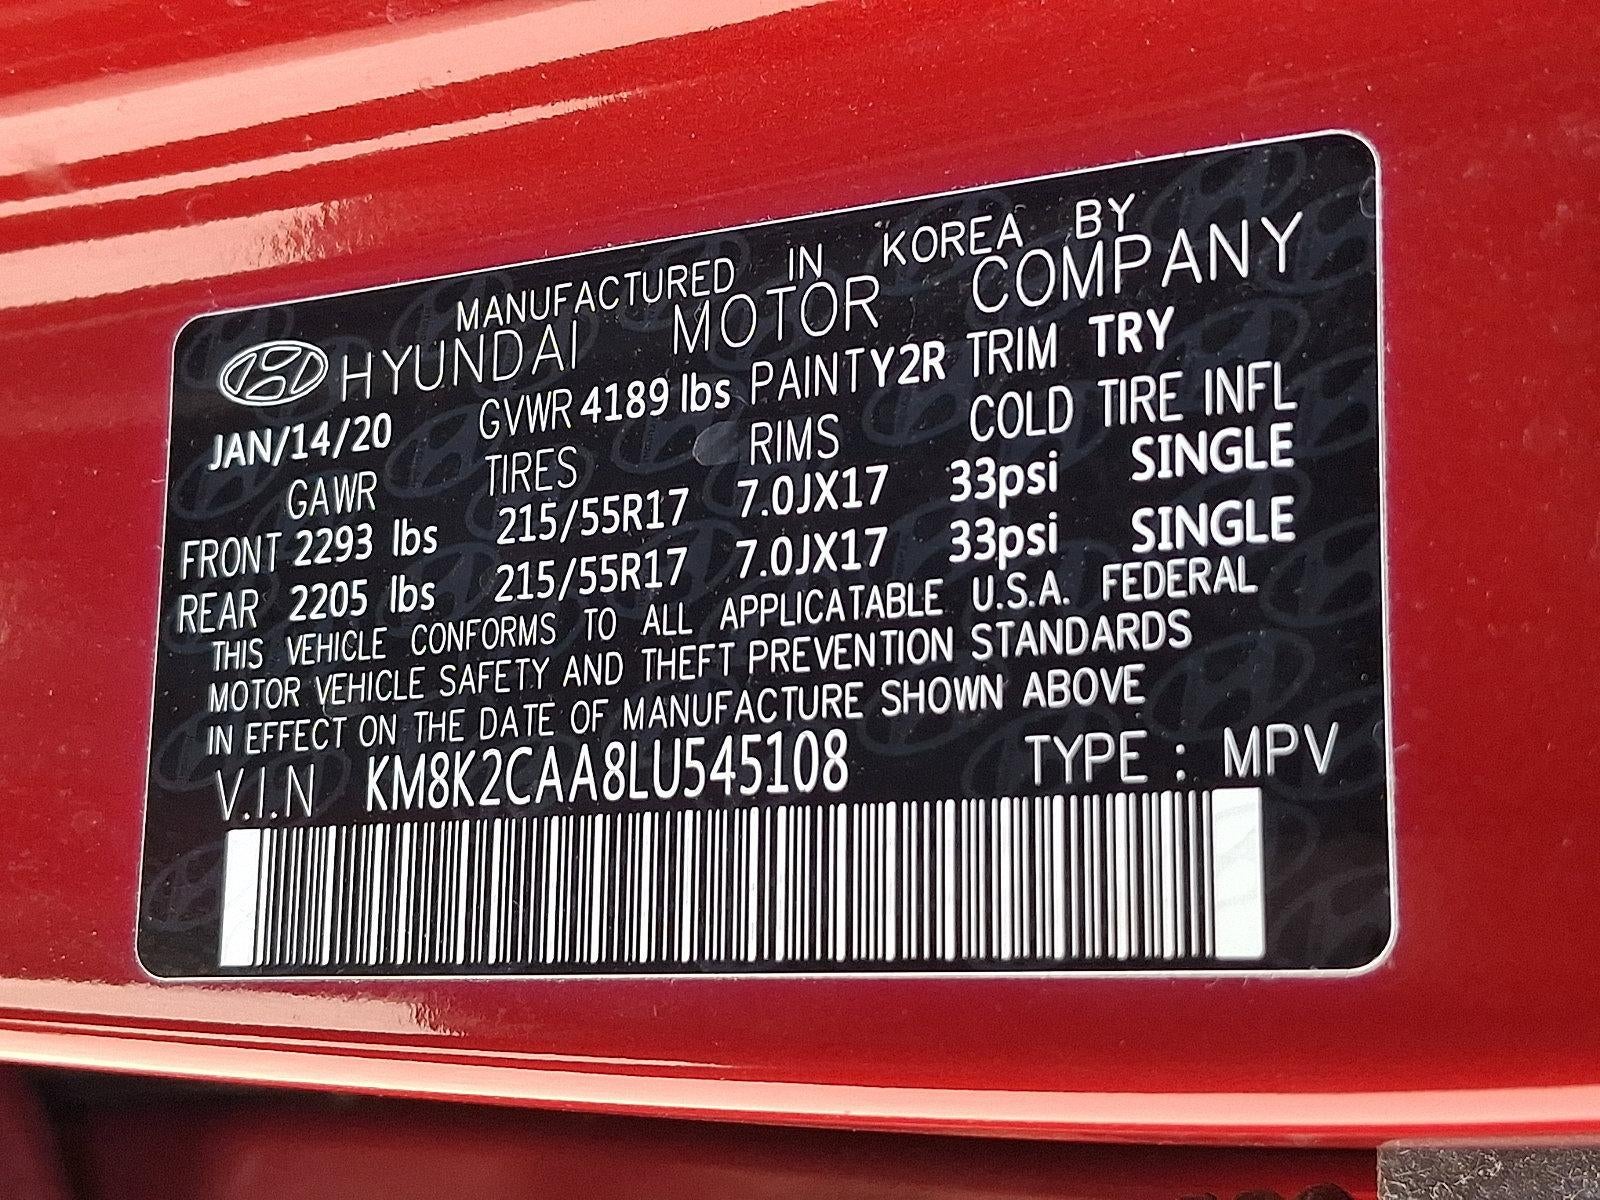 MANUFACTURED IN KOREA BY
HYUNDAI MOTOR COMPANY
JAN/14/20 GVWR 4189 lbs PAINT Y2R TRIM TRY
GAWR TIRES RIMS COLD TIRE INFL
FRONT 2293 lbs 215/55R17 7.0JX17 33psi SINGLE
REAR 2205 lbs 215/55R17 7.0JX17 33psi SINGLE
THIS VEHICLE CONFORMS TO ALL APPLICATABLE U.S.A. FEDERAL
MOTOR VEHICLE SAFETY AND THEFT PREVENTION STANDARDS
IN EFFECT ON THE DATE OF MANUFACTURE SHOWN ABOVE
V.I.N KM8K2CAA8LU545108 TYPE : MPV